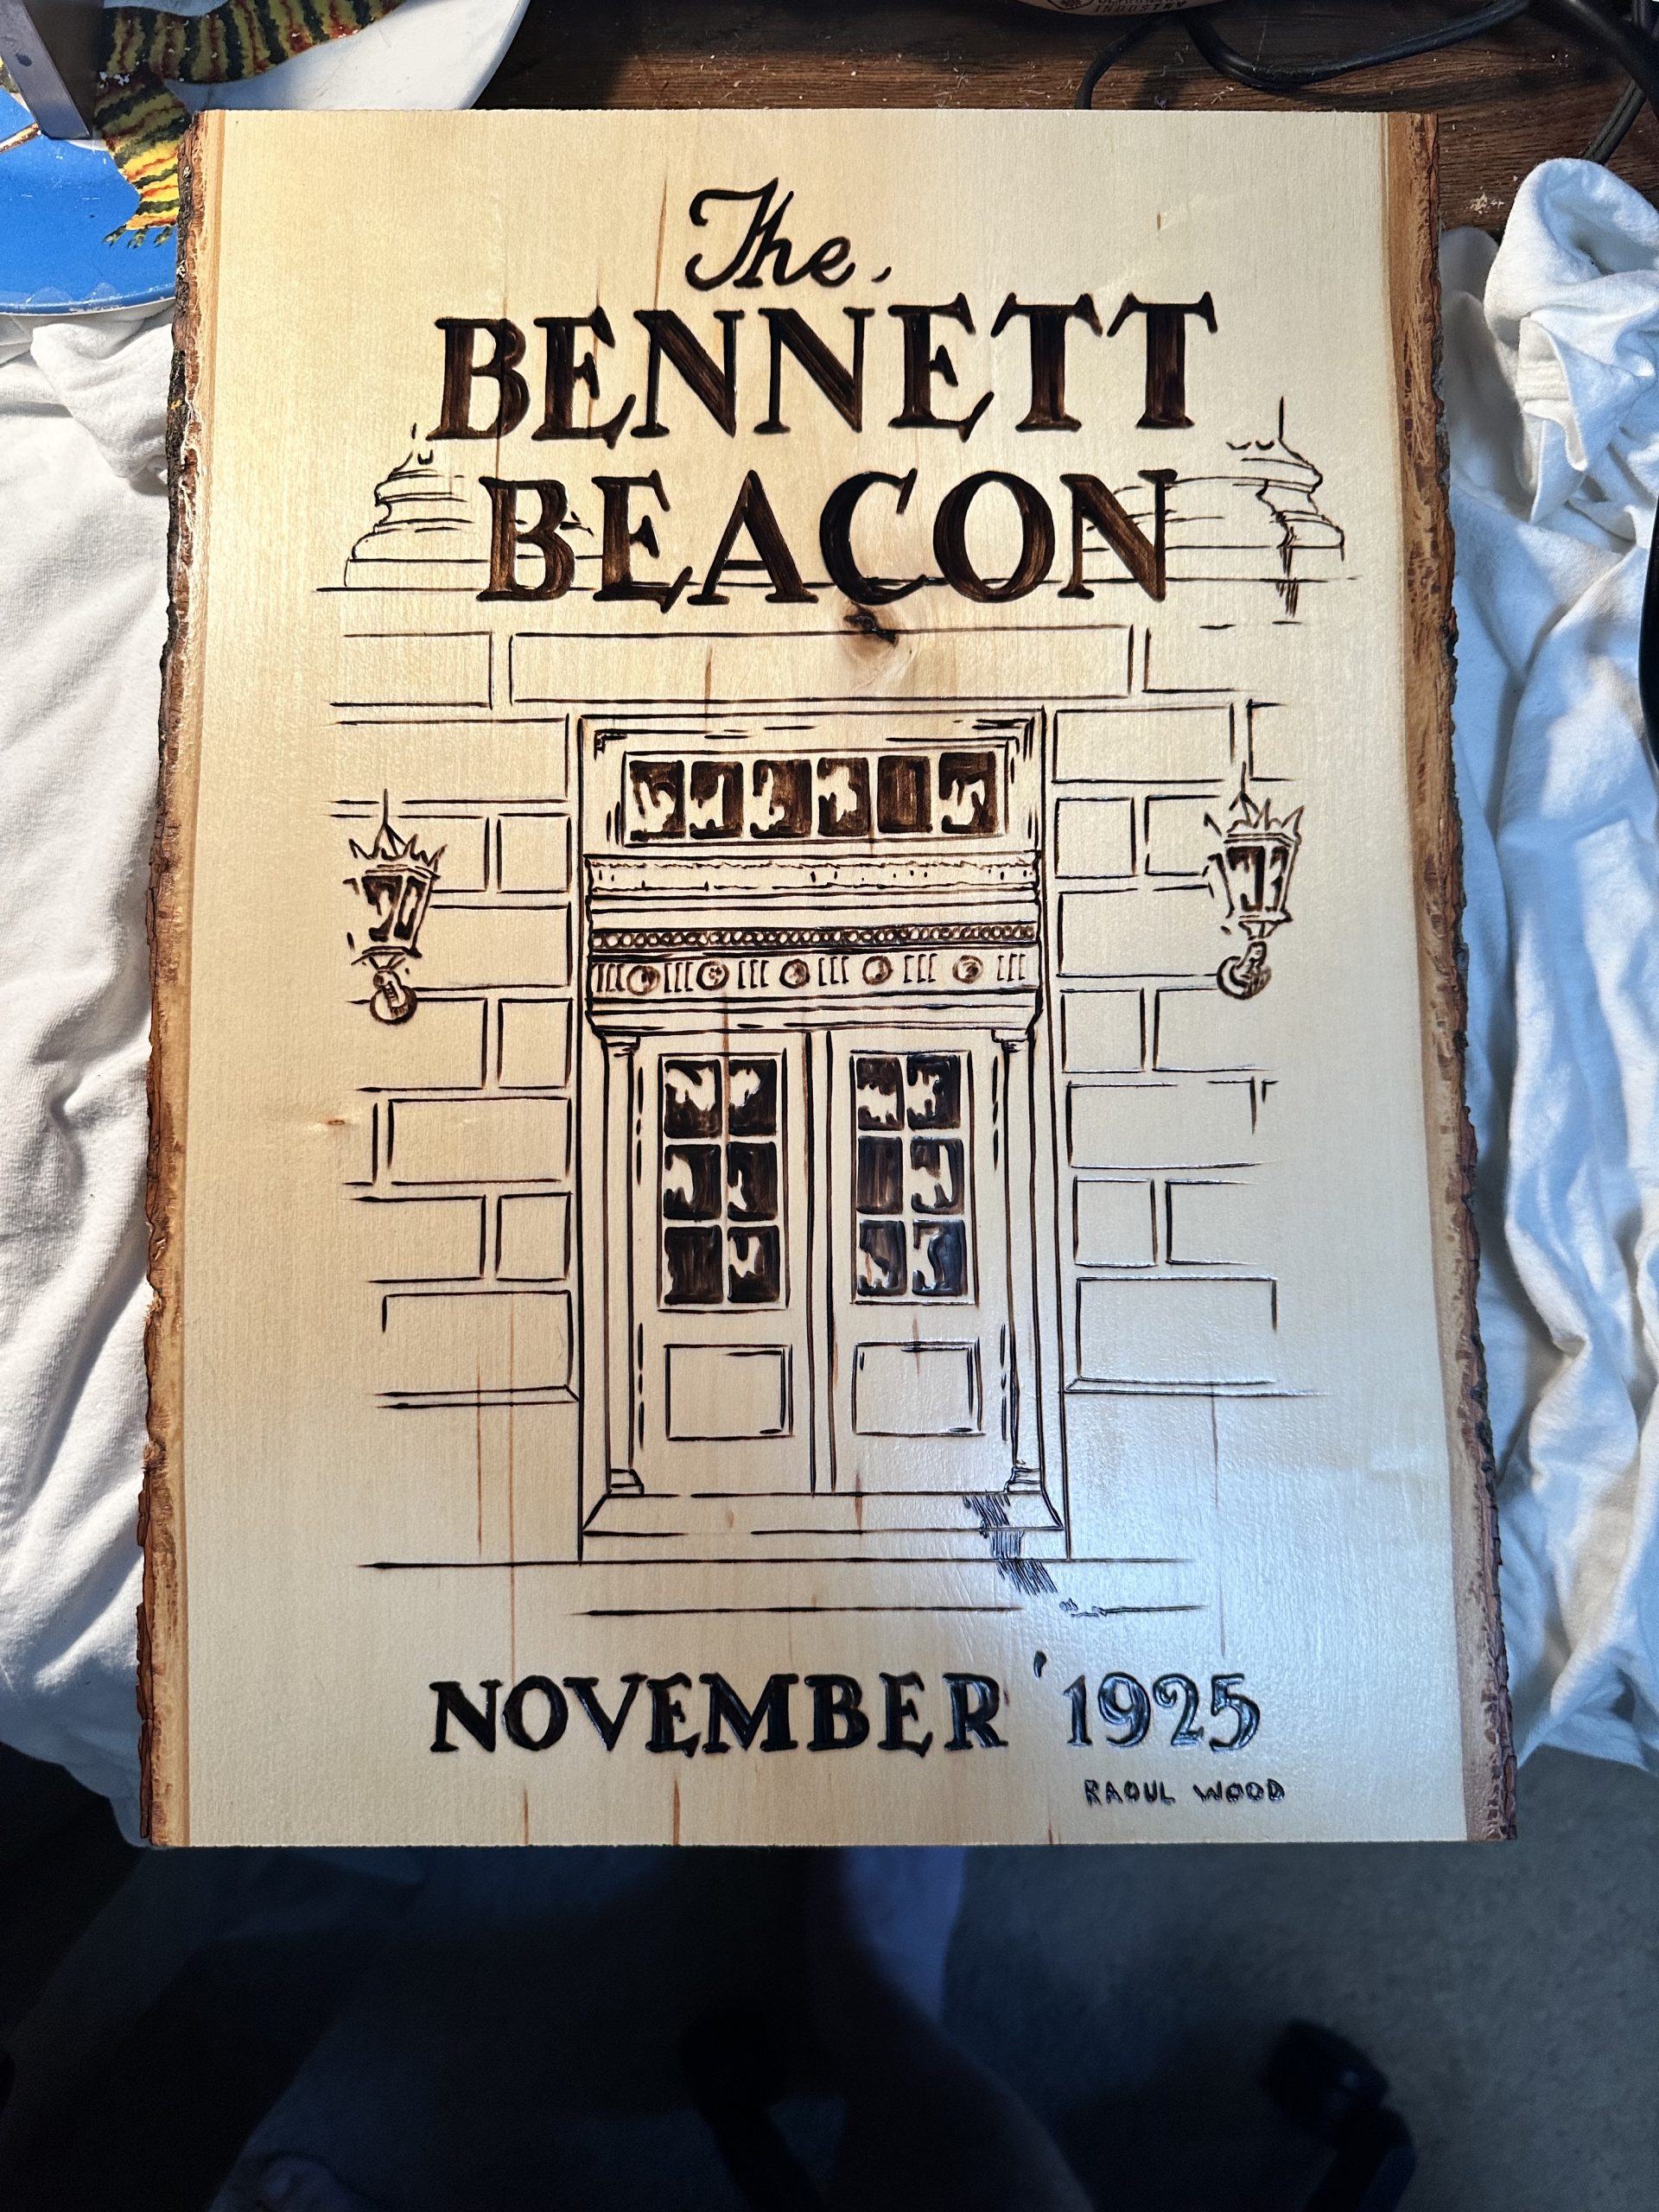 The
BENNETT
BEACON
NOVEMBER '1925
RAOUL WOOD